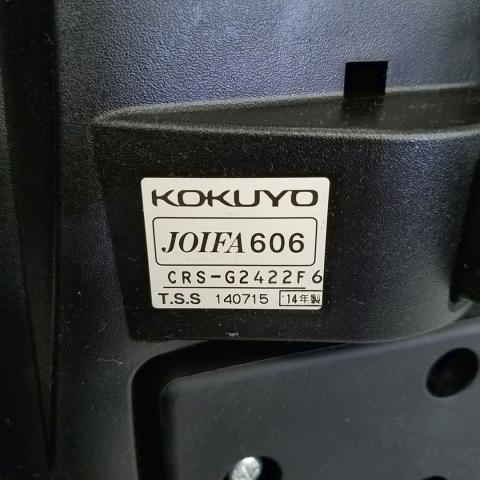 KOKUYO
JOIFA606
CRS-G2422F6
T.S.S 140715 '14年製